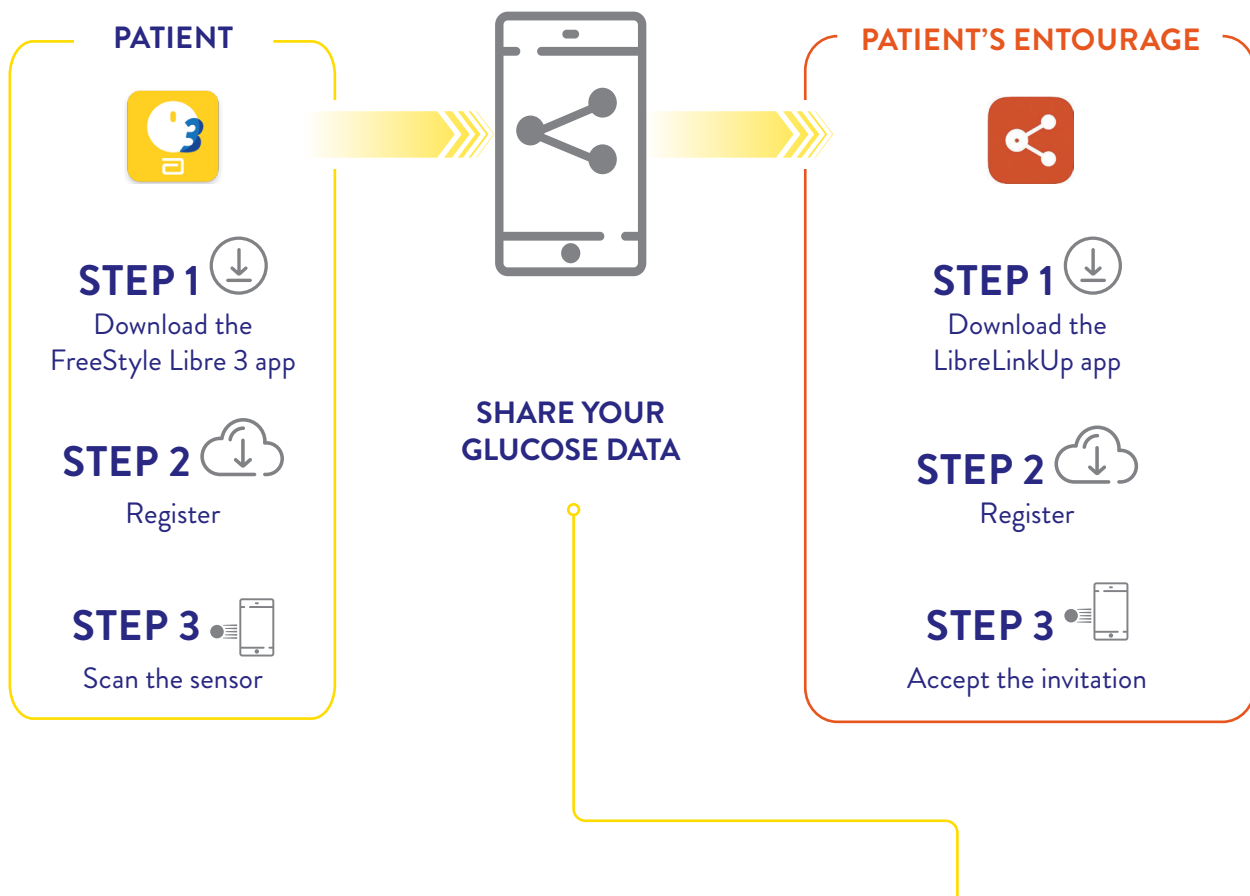 PATIENT
3
STEP 1
Download the
FreeStyle Libre 3 app
STEP 2
Register
STEP 3
Scan the sensor
SHARE YOUR
GLUCOSE DATA
PATIENT’S ENTOURAGE
STEP 1
Download the
LibreLinkUp app
STEP 2
Register
STEP 3
Accept the invitation